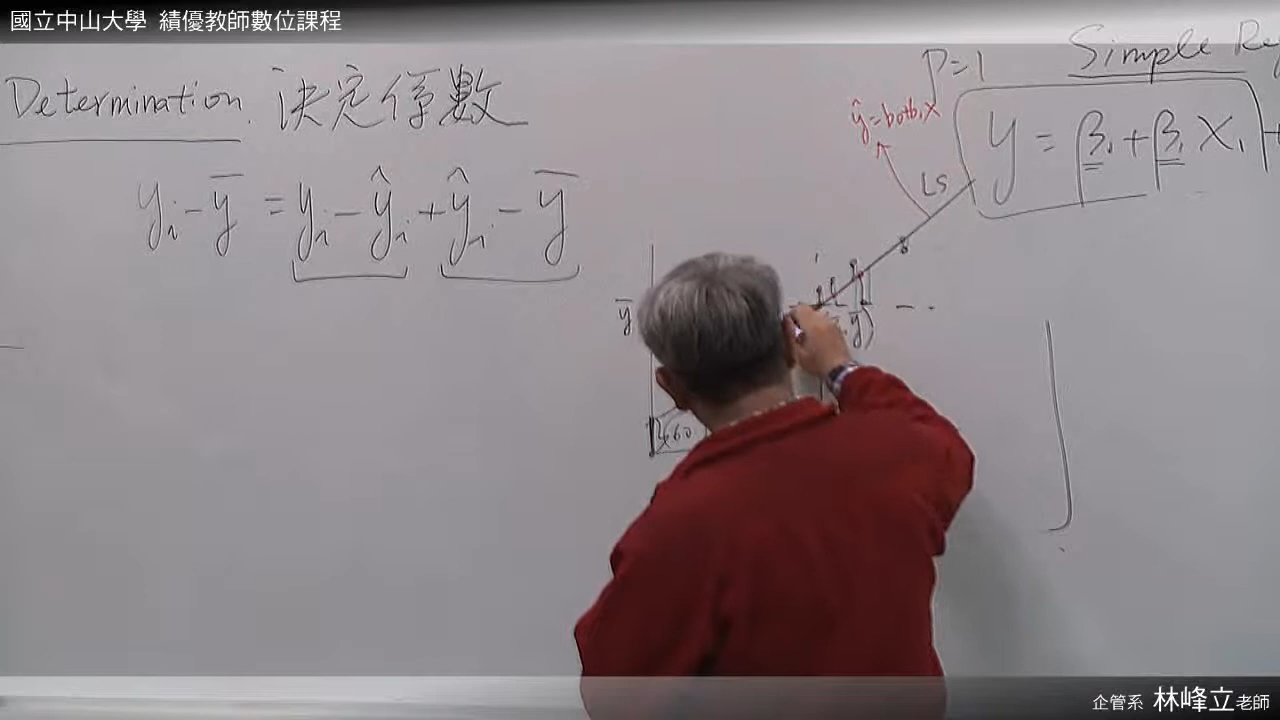 國立中山大學 績優教師數位課程
Simple Re
P=1
Determination. 決定係數
ŷ=b₀+b₁X
y = β₁+β₁X₁+
LS
yᵢ-ȳ = yᵢ-ŷᵢ+ŷᵢ-ȳ
ȳ
企管系 林峰立老師